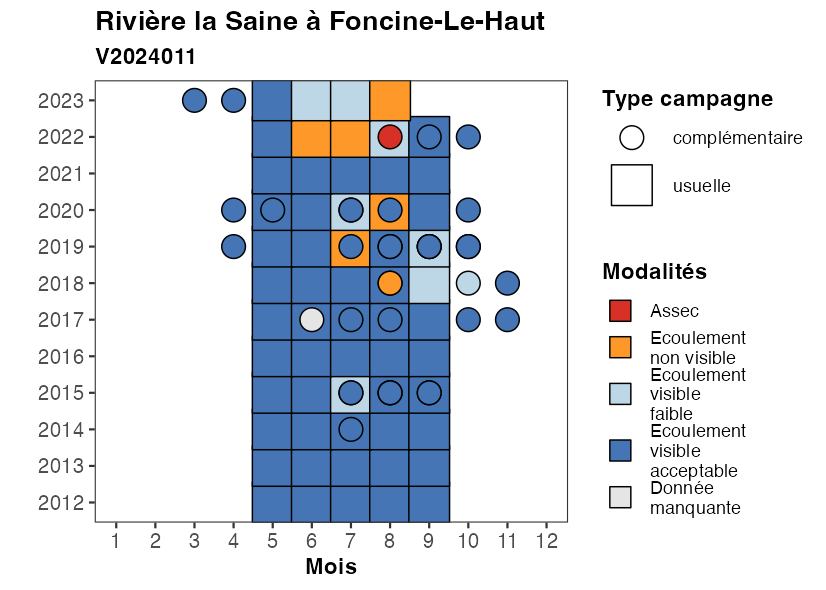 Rivière la Saine à Foncine-Le-Haut
V2024011
2023
2022
2021
2020
2019
2018
2017
2016
2015
2014
2013
2012
1 2 3 4 5 6 7 8 9 10 11 12
Mois
Type campagne
complémentaire
usuelle
Modalités
Assec
Ecoulement
non visible
Ecoulement
visible
faible
Ecoulement
visible
acceptable
Donnée
manquante